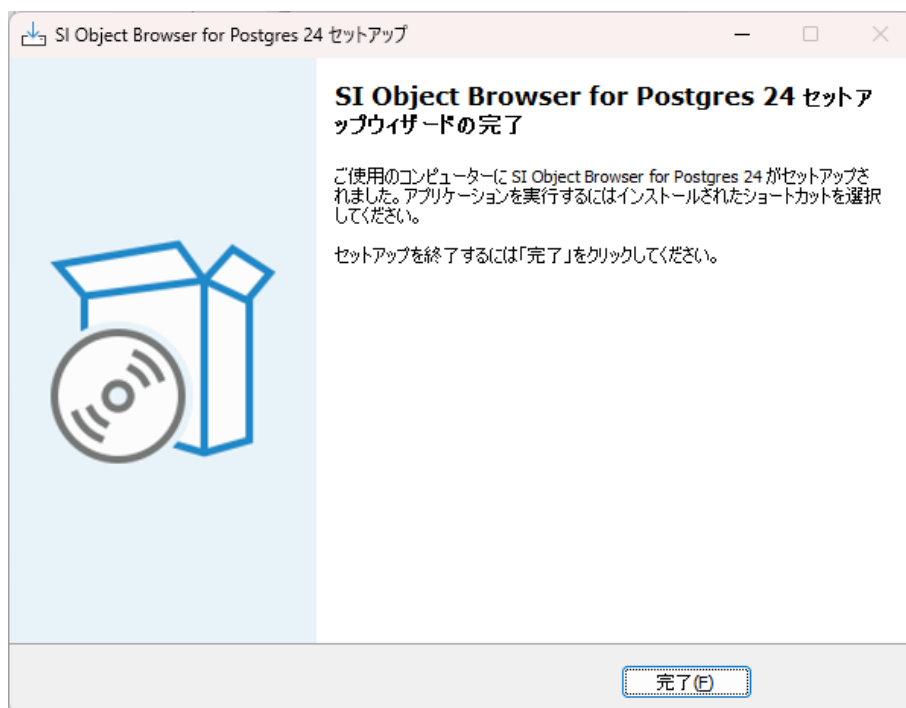 SI Object Browser for Postgres 24 セットアップ
SI Object Browser for Postgres 24 セットア
ップウィザードの完了
ご使用のコンピューターに SI Object Browser for Postgres 24 がセットアップさ
れました。アプリケーションを実行するにはインストールされたショートカットを選択
してください。
セットアップを終了するには「完了」をクリックしてください。
完了(F)